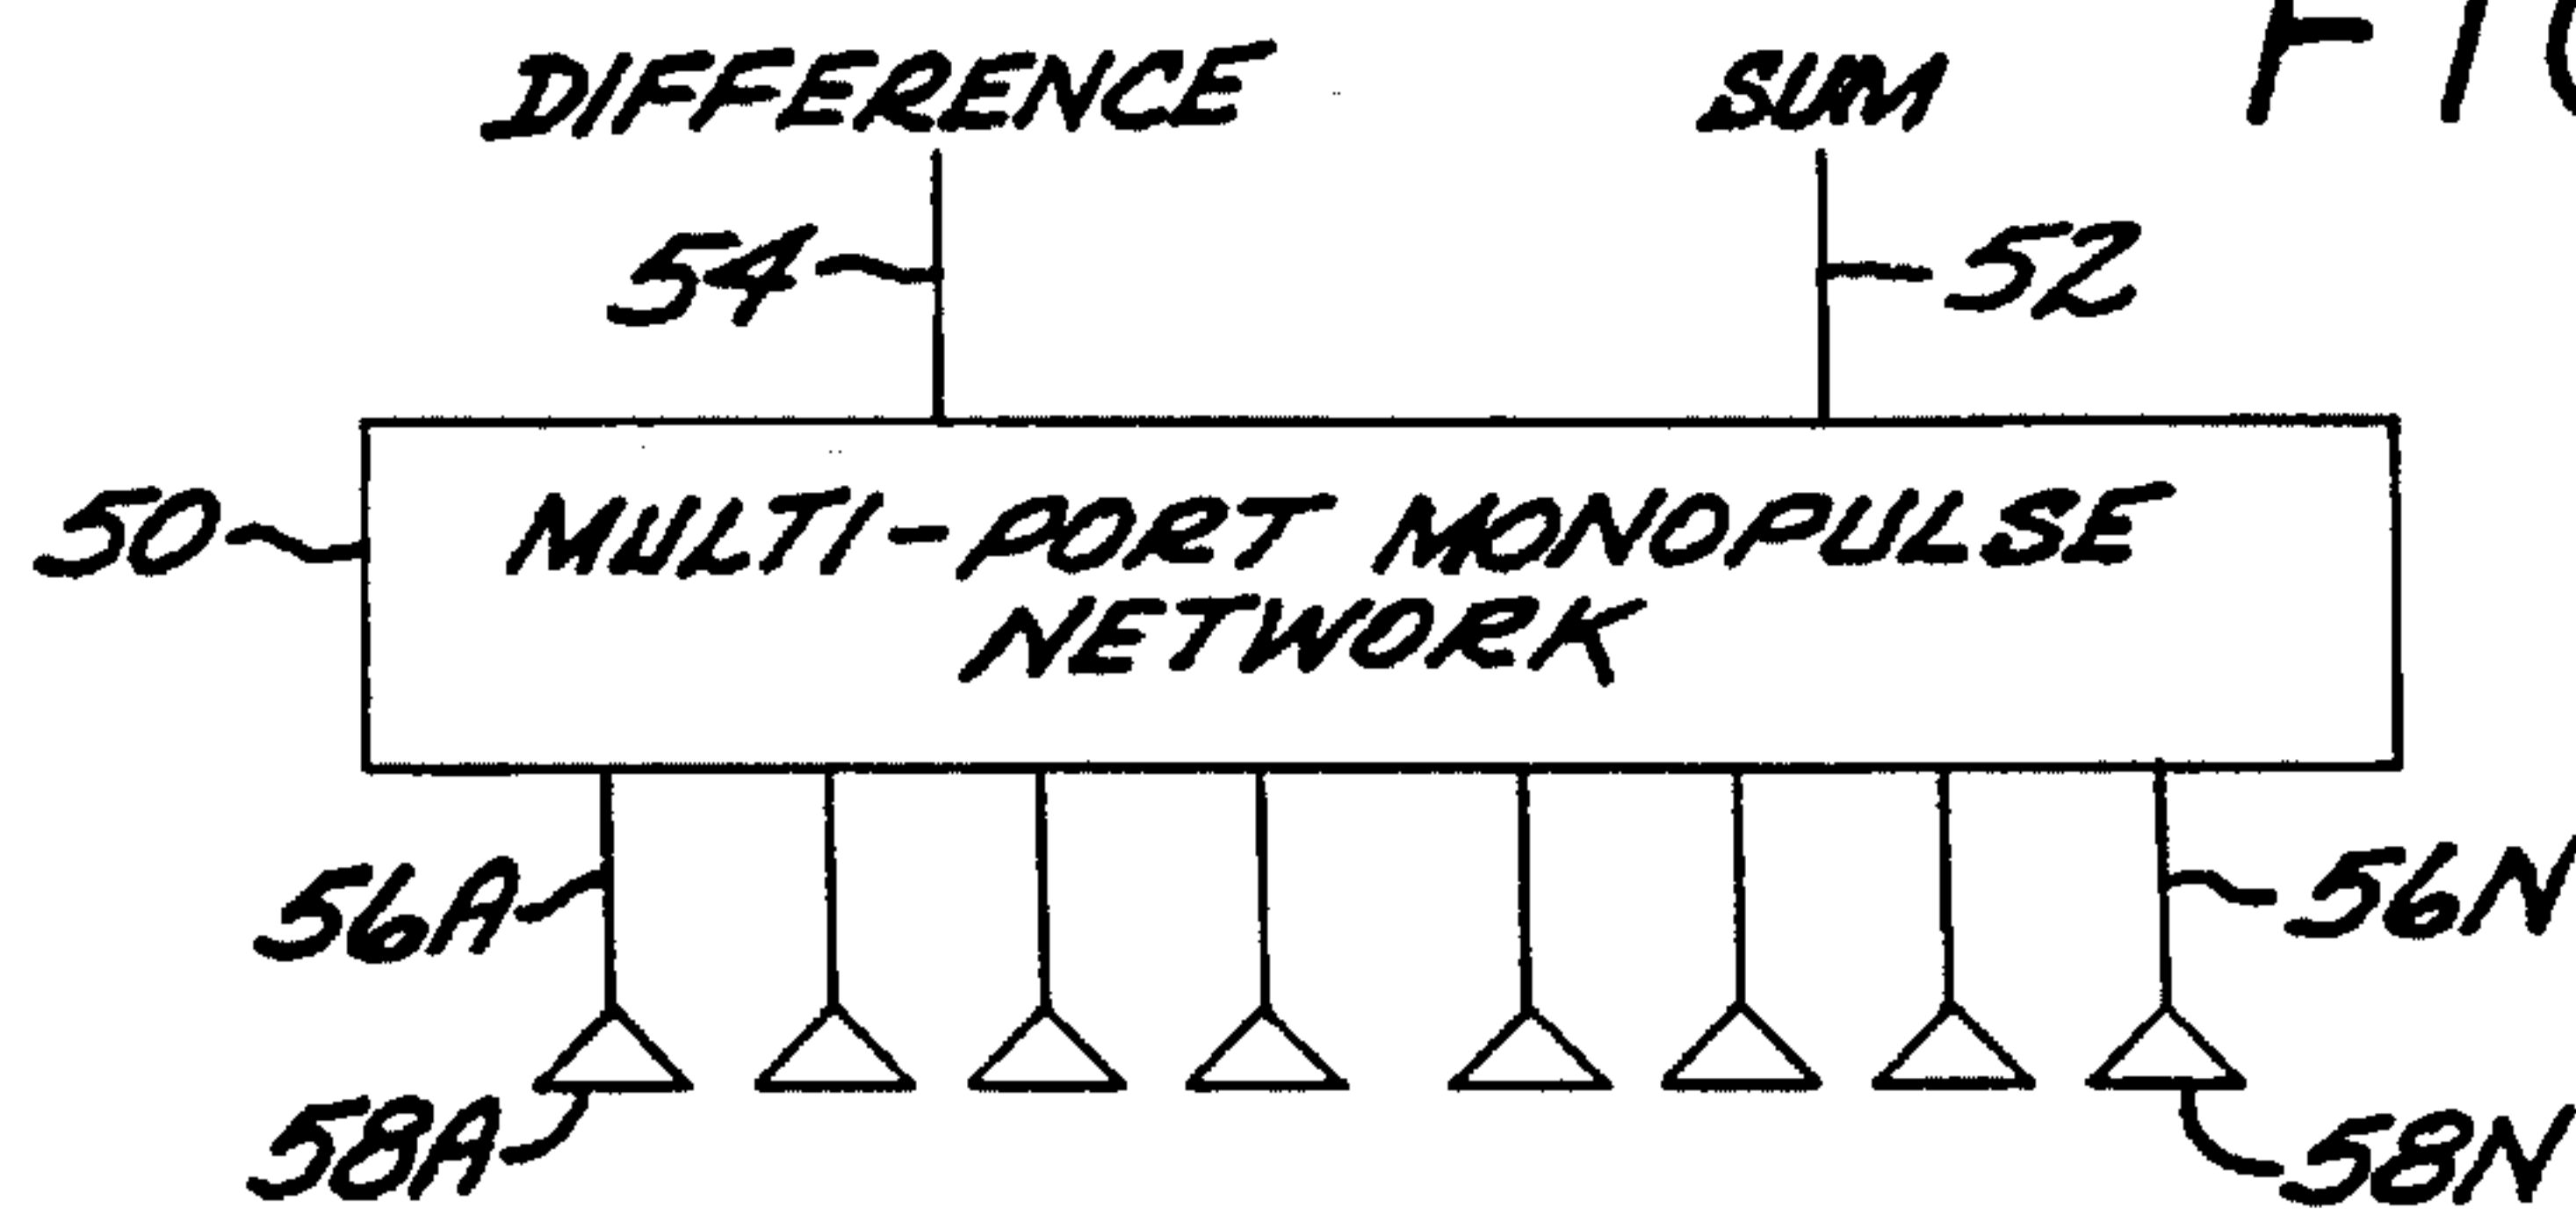 DIFFERENCE SUM
54 52
50 MULTI-PORT MONOPULSE
NETWORK
56A 56N
58A 58N